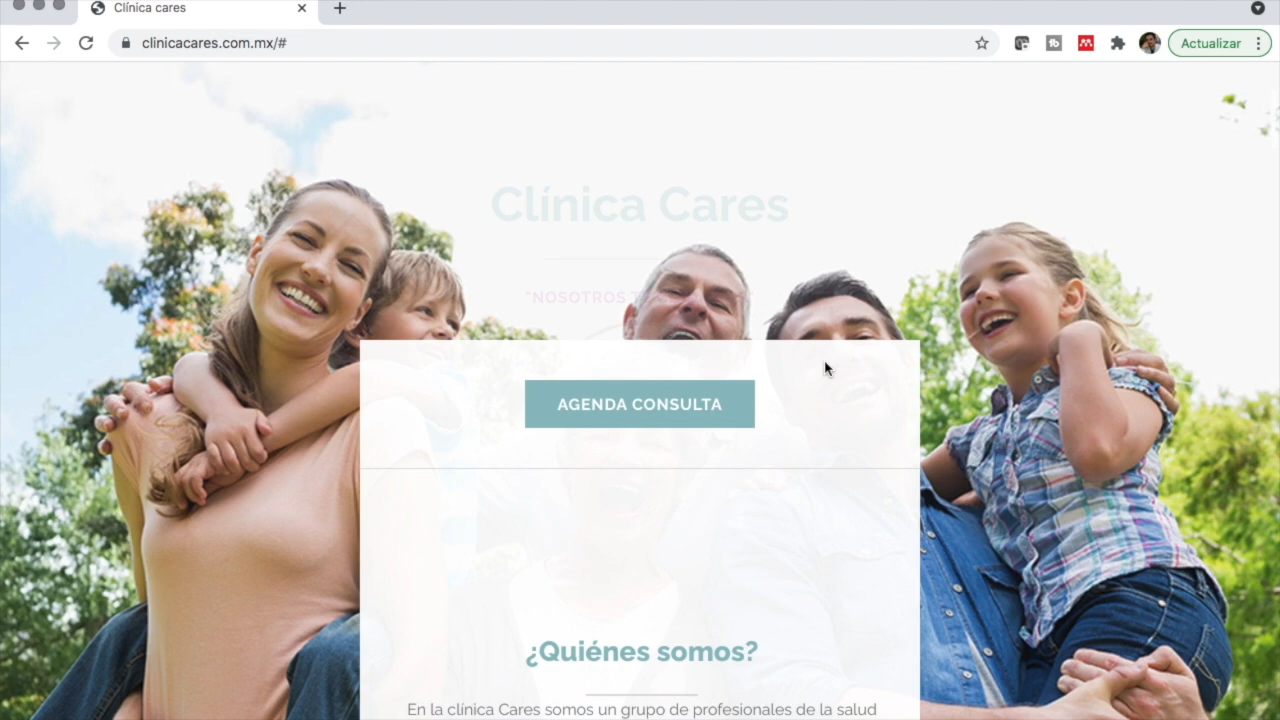 Clínica cares
clinicacares.com.mx/#
Actualizar
Clínica Cares
"NOSOTROS
AGENDA CONSULTA
¿Quiénes somos?
En la clínica Cares somos un grupo de profesionales de la salud